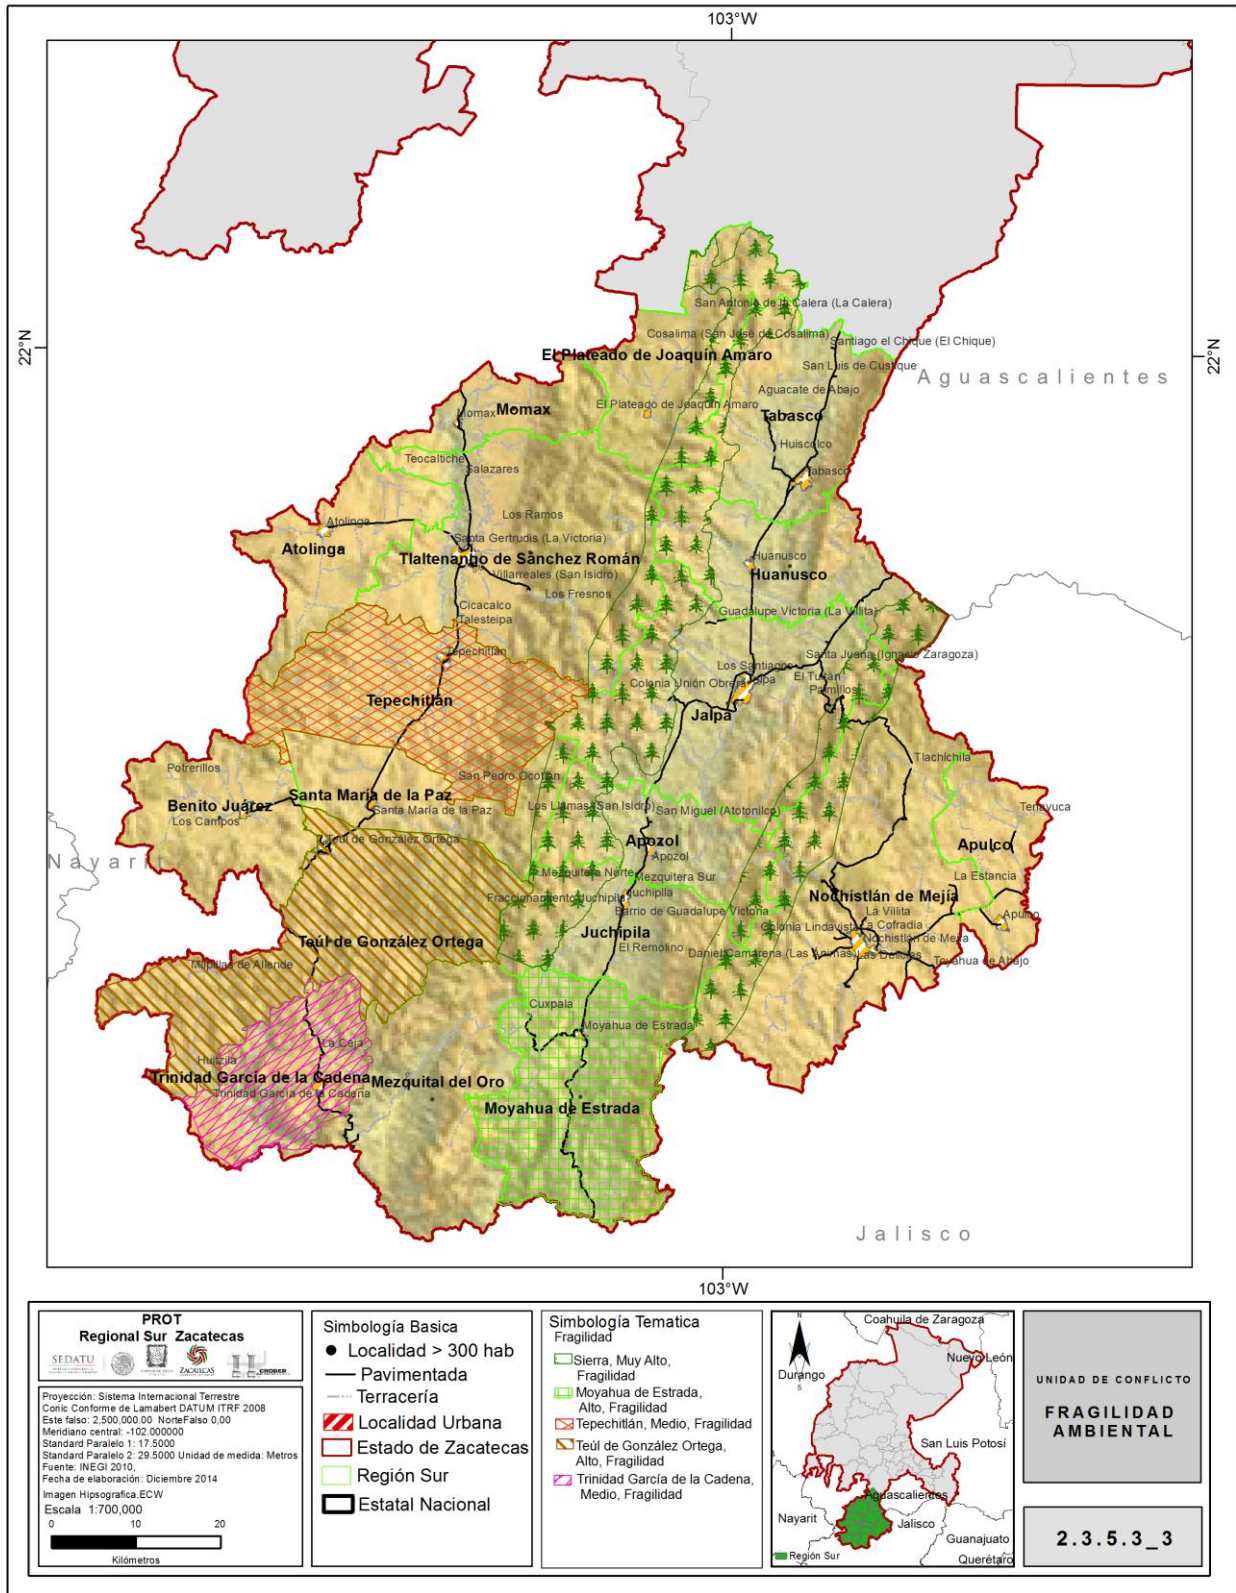 103°W
22°N
22°N
Aguascalientes
San Antonio de la Calera (La Calera)
Cosalima (San José de Cosalima)
Santiago el Chique (El Chique)
El Plateado de Joaquín Amaro
San Luis de Custique
Aguacate de Abajo
El Plateado de Joaquín Amaro
Momax
Momax
Tabasco
Huiscolco
Tabasco
Teocaltiche
Salazares
Los Ramos
Atolinga
Atolinga
Santa Gertrudis (La Victoria)
Tlaltenango de Sánchez Román
Villarreales (San Isidro)
Los Fresnos
Huanusco
Huanusco
Cicacalco
Talesteipa
Guadalupe Victoria (La Villita)
Tepechitlán
Tepechitlán
Santa Juana (Ignacio Zaragoza)
Los Santiagos
El Tuitán
Colonia Unión Obrera
Jalpa
Palmillos
Jalpa
Tlachichila
Potrerillos
San Pedro Ocotlán
Benito Juárez
Santa María de la Paz
Santa María de la Paz
Los Campos
Los Llamas (San Isidro)
San Miguel (Atotonilco)
Tenayuca
Teúl de González Ortega
Apozol
Apozol
Apulco
Nayarit
Mezquitera Norte
Mezquitera Sur
La Estancia
Fraccionamiento Juchipila
Juchipila
Nochistlán de Mejía
Barrio de Guadalupe Victoria
La Villita
Apulco
Juchipila
Colonia Lindavista
La Cofradía
Teúl de González Ortega
El Remolino
Nochistlán de Mejía
Daniel Camarena (Las Animas)
Las Delicias
Teyahua de Abajo
Milpillas de Allende
Cuxpala
Moyahua de Estrada
La Ceja
Huitzila
Trinidad García de la Cadena
Trinidad García de la Cadena
Mezquital del Oro
Moyahua de Estrada
Jalisco
103°W
PROT
Regional Sur Zacatecas
SEDATU
ZACATECAS
Proyección: Sistema Internacional Terrestre
Conic Conforme de Lamabert DATUM ITRF 2008
Este falso: 2,500,000.00 NorteFalso 0,00
Meridiano central: -102.000000
Standard Paralelo 1: 17.5000
Standard Paralelo 2: 29.5000 Unidad de medida: Metros
Fuente: INEGI 2010,
Fecha de elaboración: Diciembre 2014
Imagen Hipsografica.ECW
Escala 1:700,000
0 10 20
Kilómetros
Simbología Basica
Localidad > 300 hab
Pavimentada
Terracería
Localidad Urbana
Estado de Zacatecas
Región Sur
Estatal Nacional
Simbología Tematica
Fragilidad
Sierra, Muy Alto,
Fragilidad
Moyahua de Estrada,
Alto, Fragilidad
Tepechitlán, Medio, Fragilidad
Teúl de González Ortega,
Alto, Fragilidad
Trinidad García de la Cadena,
Medio, Fragilidad
Coahuila de Zaragoza
Nuevo León
Durango
San Luis Potosí
Aguascalientes
Nayarit
Jalisco
Guanajuato
Querétaro
Región Sur
UNIDAD DE CONFLICTO
FRAGILIDAD
AMBIENTAL
2.3.5.3_3